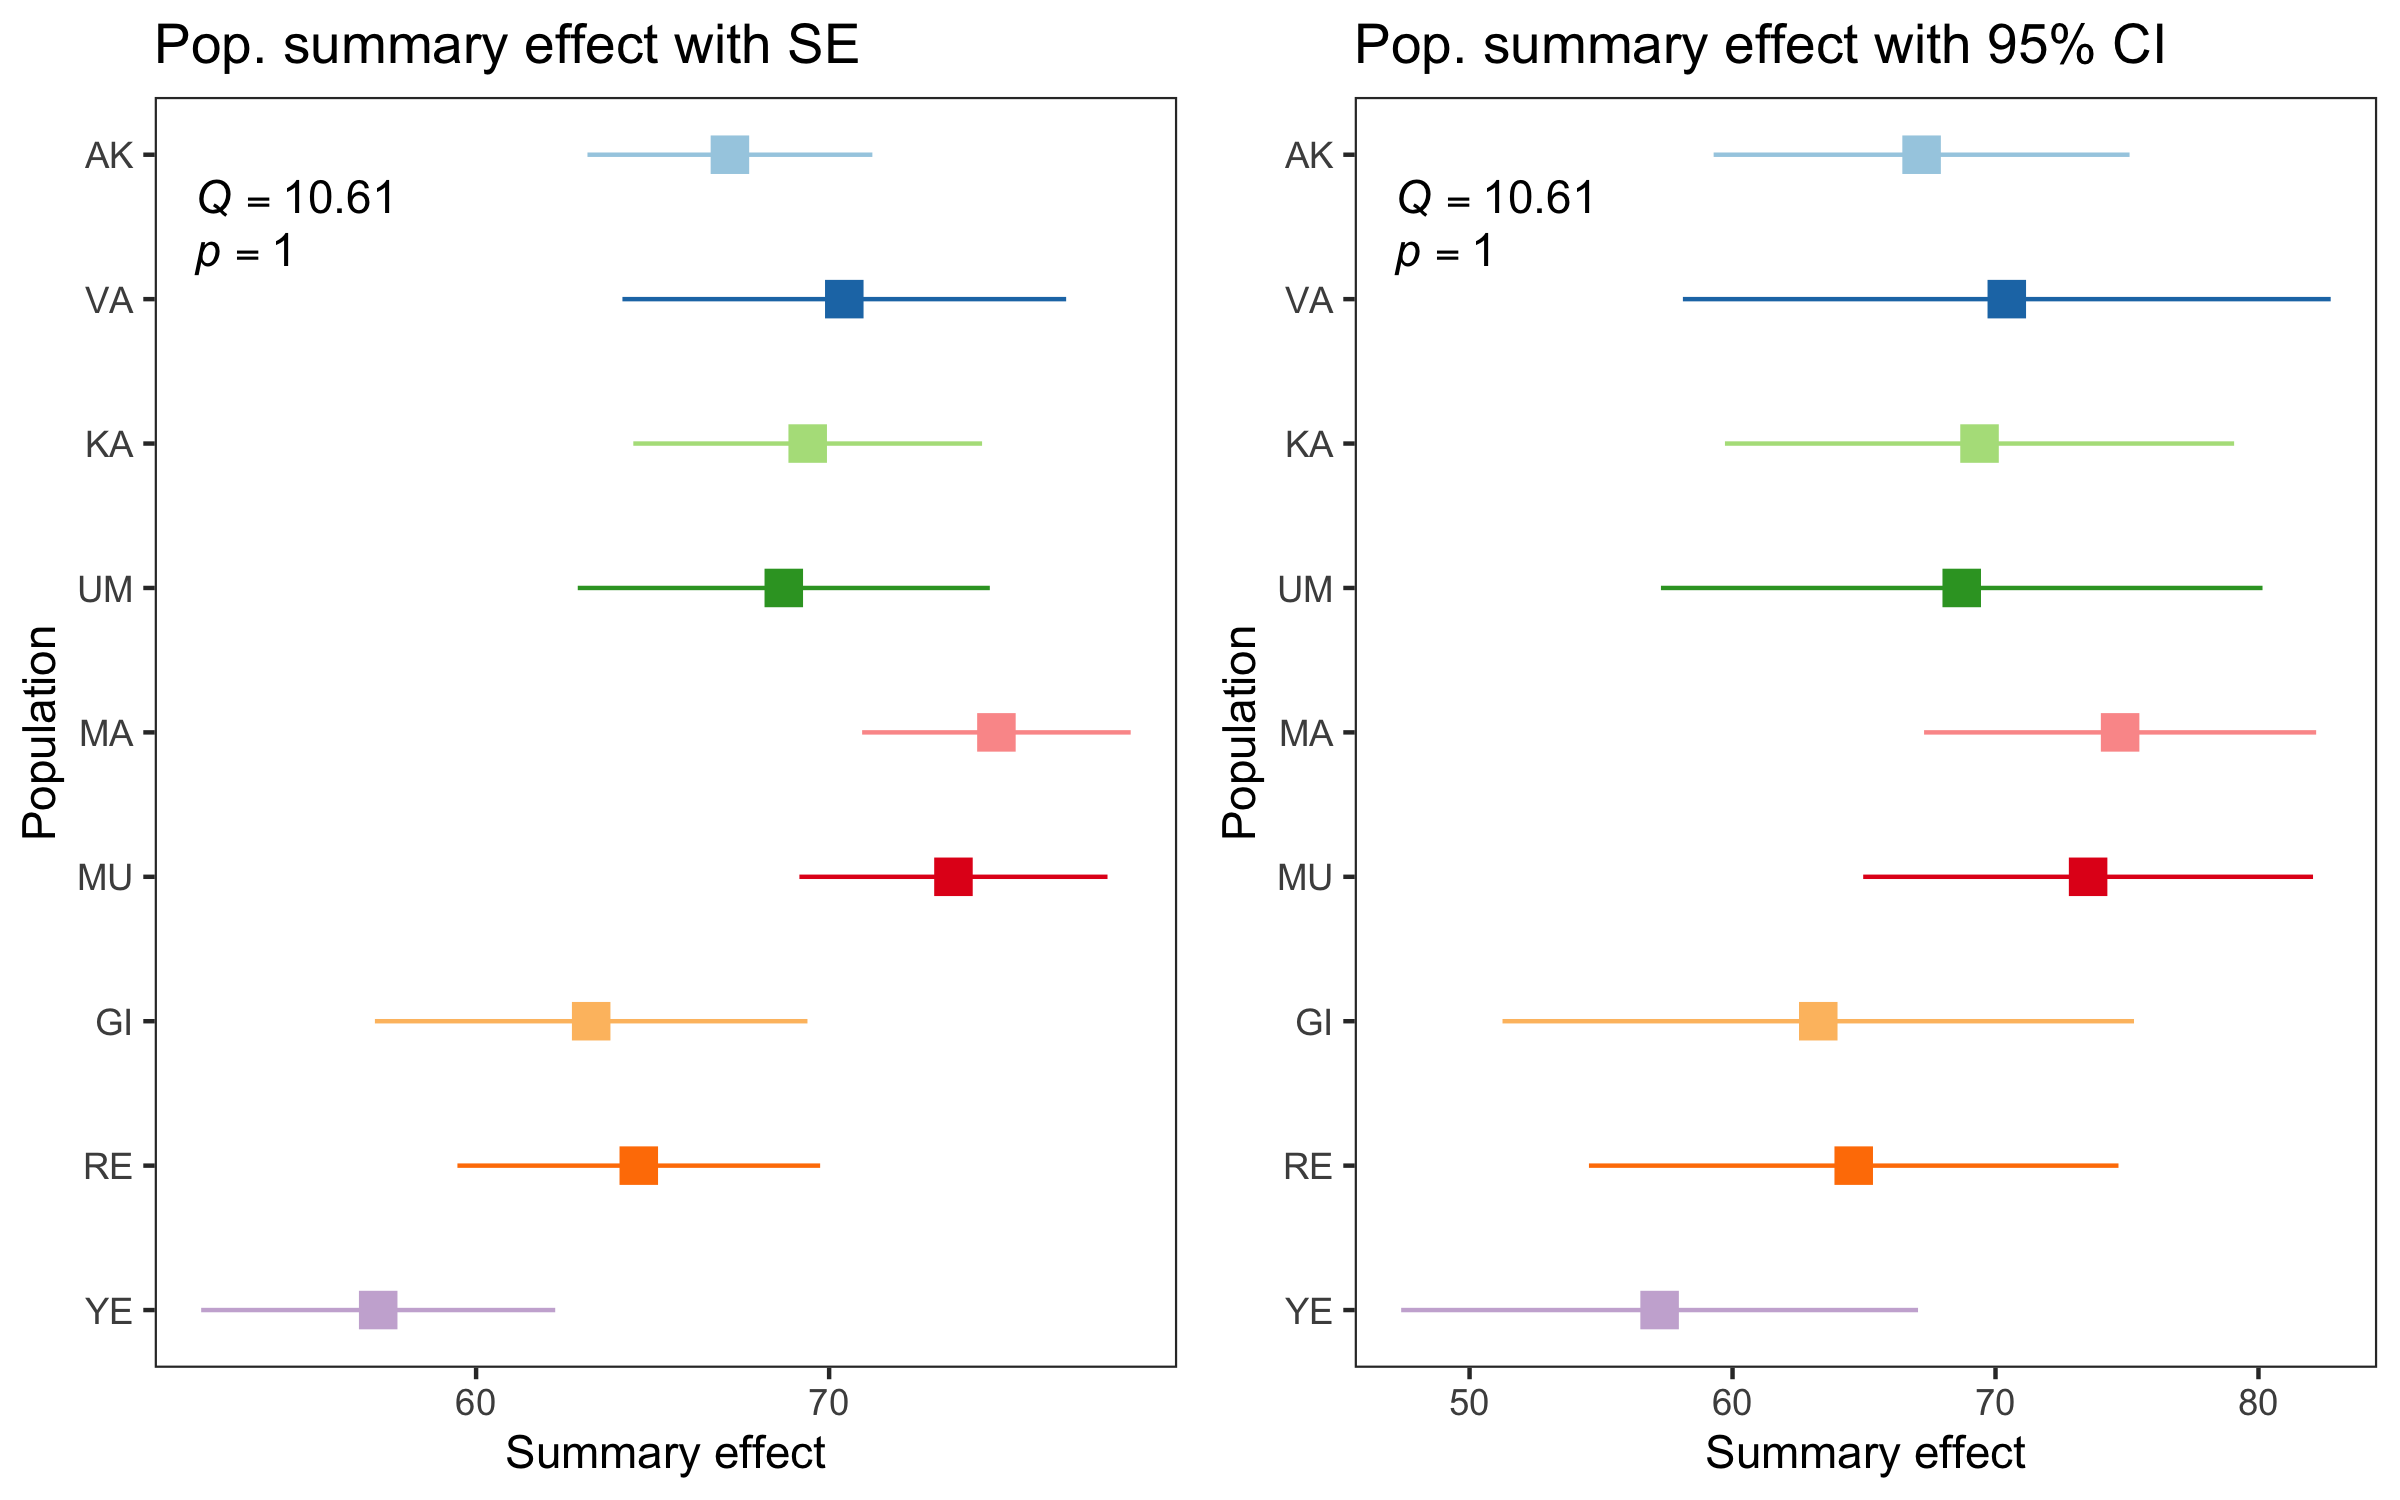 Pop. summary effect with SE
Q = 10.61
p = 1
AK
VA
KA
UM
MA
MU
GI
RE
YE
Population
60 70
Summary effect
Pop. summary effect with 95% CI
Q = 10.61
p = 1
AK
VA
KA
UM
MA
MU
GI
RE
YE
Population
50 60 70 80
Summary effect